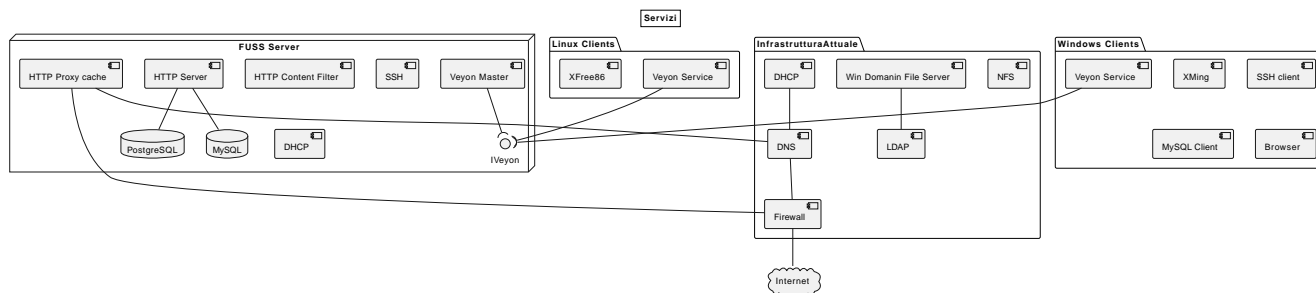 Servizi
FUSS Server
HTTP Proxy cache
HTTP Server
HTTP Content Filter
SSH
Veyon Master
PostgreSQL
MySQL
DHCP
IVeyon
Linux Clients
XFree86
Veyon Service
InfrastrutturaAttuale
DHCP
Win Domanin File Server
NFS
DNS
LDAP
Firewall
Internet
Windows Clients
Veyon Service
XMing
SSH client
MySQL Client
Browser